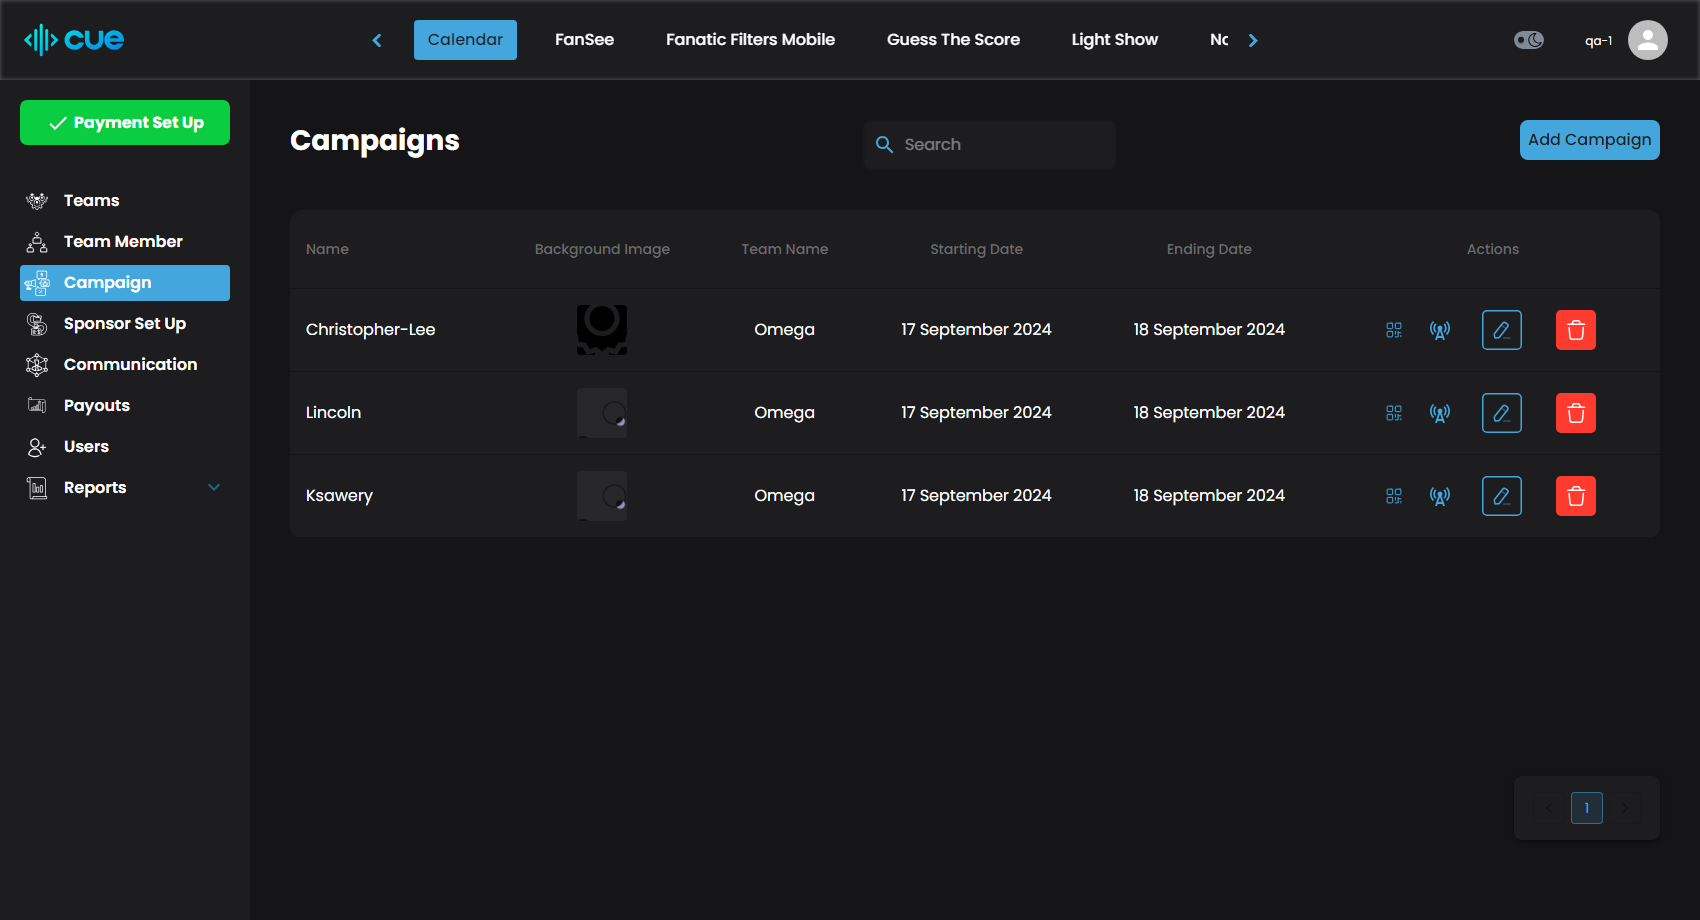 cue
Calendar
FanSee
Fanatic Filters Mobile
Guess The Score
Light Show
qa-1
Payment Set Up
Teams
Team Member
Campaign
Sponsor Set Up
Communication
Payouts
Users
Reports
Campaigns
Search
Add Campaign
Name Background Image Team Name Starting Date Ending Date Actions
Christopher-Lee Omega 17 September 2024 18 September 2024
Lincoln Omega 17 September 2024 18 September 2024
Ksawery Omega 17 September 2024 18 September 2024
1